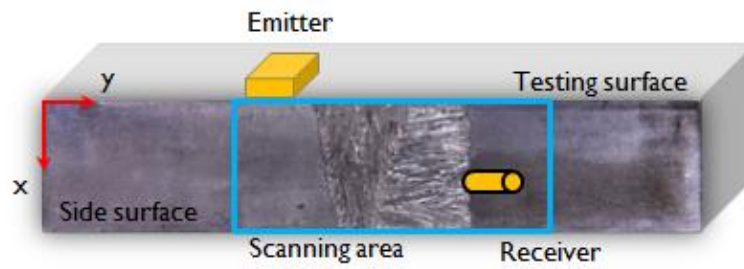 Emitter
y
Testing surface
x
Side surface
Scanning area
Receiver